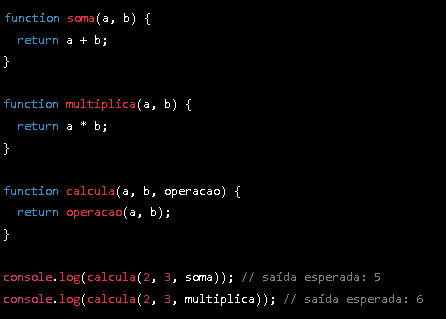 function soma(a, b) {
  return a + b;
}

function multiplica(a, b) {
  return a * b;
}

function calcula(a, b, operacao) {
  return operacao(a, b);
}

console.log(calcula(2, 3, soma)); // saída esperada: 5
console.log(calcula(2, 3, multiplica)); // saída esperada: 6